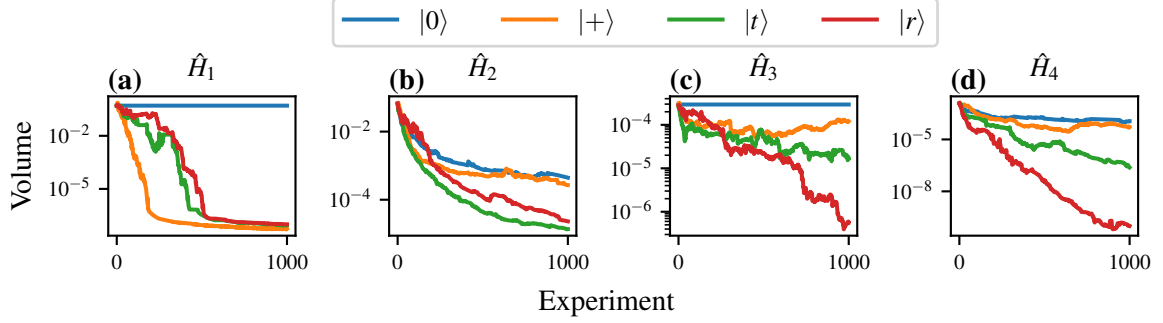 |0⟩ |+⟩ |t⟩ |r⟩
(a) Ĥ₁ (b) Ĥ₂ (c) Ĥ₃ (d) Ĥ₄
Volume
10⁻² 10⁻⁵
10⁻² 10⁻⁴
10⁻⁴ 10⁻⁵ 10⁻⁶
10⁻⁵ 10⁻⁸
0 1000 0 1000 0 1000 0 1000
Experiment